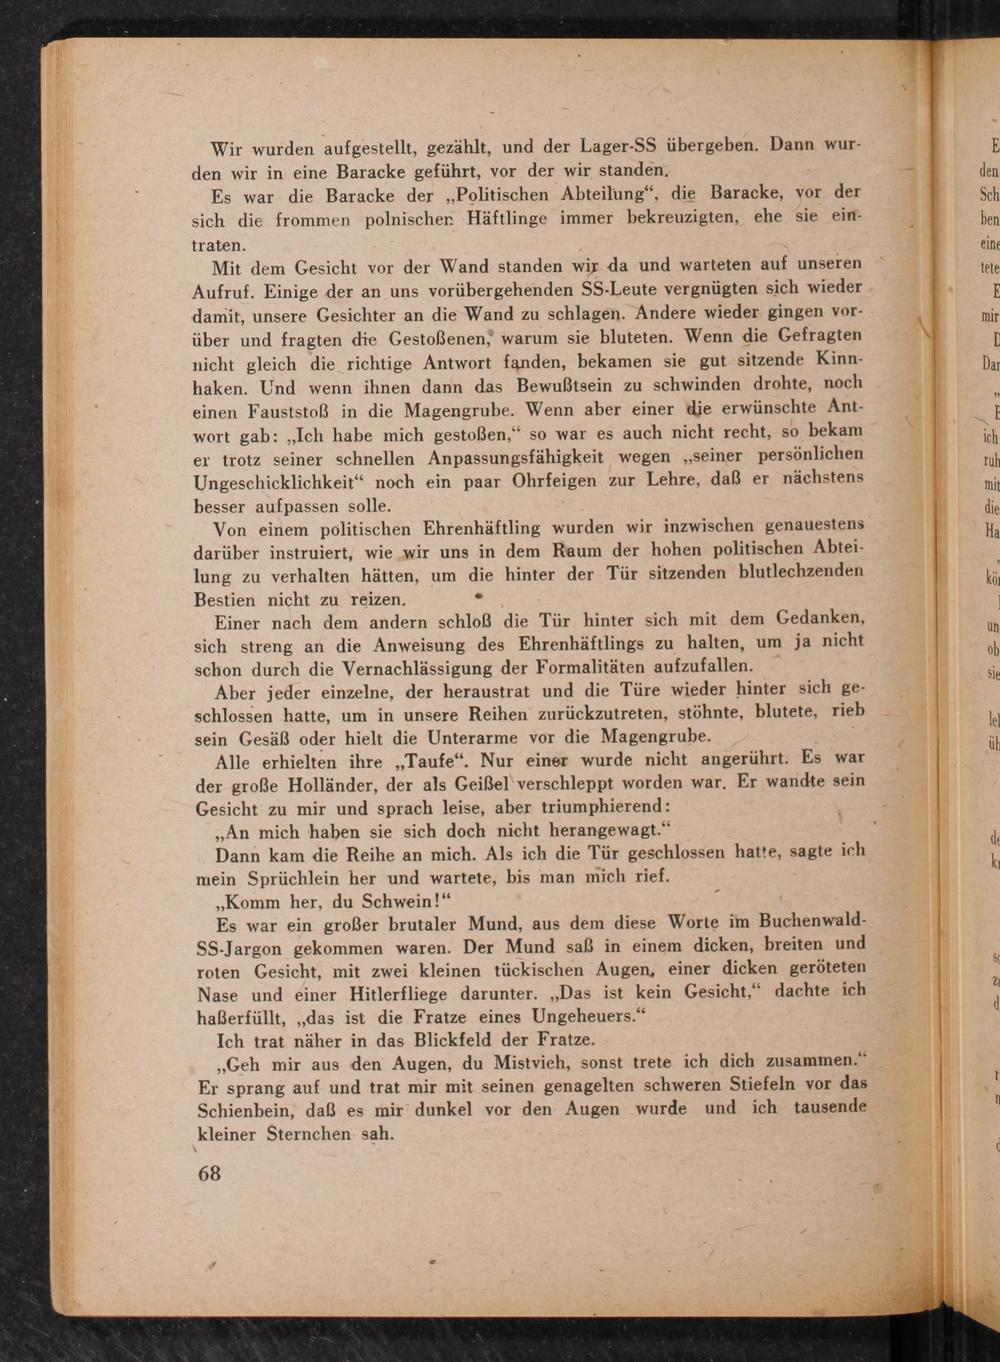 Wir wurden aufgestellt, gezählt, und der Lager-SS übergeben. Dann wur-
den wir in eine Baracke geführt, vor der wir standen.
Es war die Baracke der „Politischen Abteilung“, die Baracke, vor der
sich die frommen polnischen Häftlinge immer bekreuzigten, ehe sie ein-
traten.
Mit dem Gesicht vor der Wand standen wir da und warteten auf unseren
Aufruf. Einige der an uns vorübergehenden SS-Leute vergnügten sich wieder
damit, unsere Gesichter an die Wand zu schlagen. Andere wieder gingen vor-
über und fragten die Gestoßenen, warum sie bluteten. Wenn die Gefragten
nicht gleich die richtige Antwort fanden, bekamen sie gut sitzende Kinn-
haken. Und wenn ihnen dann das Bewußtsein zu schwinden drohte, noch
einen Fauststoß in die Magengrube. Wenn aber einer die erwünschte Ant-
wort gab: „Ich habe mich gestoßen,“ so war es auch nicht recht, so bekam
er trotz seiner schnellen Anpassungsfähigkeit wegen „seiner persönlichen
Ungeschicklichkeit“ noch ein paar Ohrfeigen zur Lehre, daß er nächstens
besser aufpassen solle.
Von einem politischen Ehrenhäftling wurden wir inzwischen genauestens
darüber instruiert, wie wir uns in dem Raum der hohen politischen Abtei-
lung zu verhalten hätten, um die hinter der Tür sitzenden blutlechzenden
Bestien nicht zu reizen.
Einer nach dem andern schloß die Tür hinter sich mit dem Gedanken,
sich streng an die Anweisung des Ehrenhäftlings zu halten, um ja nicht
schon durch die Vernachlässigung der Formalitäten aufzufallen.
Aber jeder einzelne, der heraustrat und die Türe wieder hinter sich ge-
schlossen hatte, um in unsere Reihen zurückzutreten, stöhnte, blutete, rieb
sein Gesäß oder hielt die Unterarme vor die Magengrube.
Alle erhielten ihre „Taufe“. Nur einer wurde nicht angerührt. Es war
der große Holländer, der als Geißel verschleppt worden war. Er wandte sein
Gesicht zu mir und sprach leise, aber triumphierend:
„An mich haben sie sich doch nicht herangewagt.“
Dann kam die Reihe an mich. Als ich die Tür geschlossen hatte, sagte ich
mein Sprüchlein her und wartete, bis man mich rief.
„Komm her, du Schwein!“
Es war ein großer brutaler Mund, aus dem diese Worte im Buchenwald-
SS-Jargon gekommen waren. Der Mund saß in einem dicken, breiten und
roten Gesicht, mit zwei kleinen tückischen Augen, einer dicken geröteten
Nase und einer Hitlerfliege darunter. „Das ist kein Gesicht,“ dachte ich
haßerfüllt, „das ist die Fratze eines Ungeheuers.“
Ich trat näher in das Blickfeld der Fratze.
„Geh mir aus den Augen, du Mistvieh, sonst trete ich dich zusammen.“
Er sprang auf und trat mir mit seinen genagelten schweren Stiefeln vor das
Schienbein, daß es mir dunkel vor den Augen wurde und ich tausende
kleiner Sternchen sah.
68